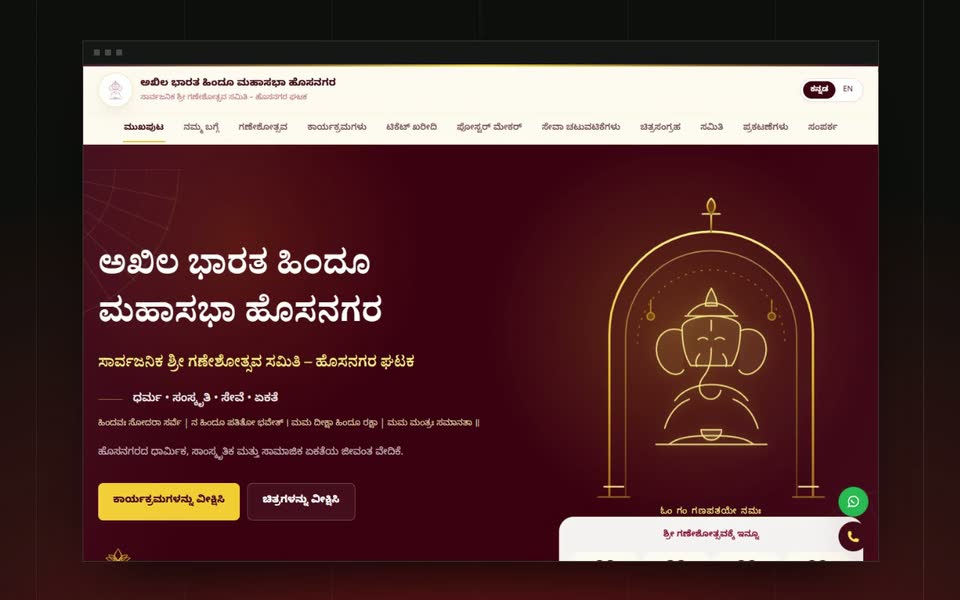 ಅಖಿಲ ಭಾರತ ಹಿಂದೂ ಮಹಾಸಭಾ ಹೊಸನಗರ
ಸಾರ್ವಜನಿಕ ಶ್ರೀ ಗಣೇಶೋತ್ಸವ ಸಮಿತಿ – ಹೊಸನಗರ ಘಟಕ
ಕನ್ನಡ EN
ಮುಖಪುಟ ನಮ್ಮ ಬಗ್ಗೆ ಗಣೇಶೋತ್ಸವ ಕಾರ್ಯಕ್ರಮಗಳು ಟಿಕೆಟ್ ಖರೀದಿ ಪೋಸ್ಟರ್ ಮೇಕರ್ ಸೇವಾ ಚಟುವಟಿಕೆಗಳು ಚಿತ್ರಸಂಗ್ರಹ ಸಮಿತಿ ಪ್ರಕಟಣೆಗಳು ಸಂಪರ್ಕ
ಅಖಿಲ ಭಾರತ ಹಿಂದೂ
ಮಹಾಸಭಾ ಹೊಸನಗರ
ಸಾರ್ವಜನಿಕ ಶ್ರೀ ಗಣೇಶೋತ್ಸವ ಸಮಿತಿ – ಹೊಸನಗರ ಘಟಕ
ಧರ್ಮ • ಸಂಸ್ಕೃತಿ • ಸೇವೆ • ಏಕತೆ
ಹಿಂದವಃ ಸೋದರಾ ಸರ್ವೆ | ನ ಹಿಂದೂ ಪತಿತೋ ಭವೇತ್ | ಮಮ ದೀಕ್ಷಾ ಹಿಂದೂ ರಕ್ಷಾ | ಮಮ ಮಂತ್ರಃ ಸಮಾನತಾ ||
ಹೊಸನಗರದ ಧಾರ್ಮಿಕ, ಸಾಂಸ್ಕೃತಿಕ ಮತ್ತು ಸಾಮಾಜಿಕ ಏಕತೆಯ ಜೀವಂತ ವೇದಿಕೆ.
ಕಾರ್ಯಕ್ರಮಗಳನ್ನು ವೀಕ್ಷಿಸಿ ಚಿತ್ರಗಳನ್ನು ವೀಕ್ಷಿಸಿ
ಓಂ ಗಂ ಗಣಪತಯೇ ನಮಃ
ಶ್ರೀ ಗಣೇಶೋತ್ಸವಕ್ಕೆ ಇನ್ನೂ